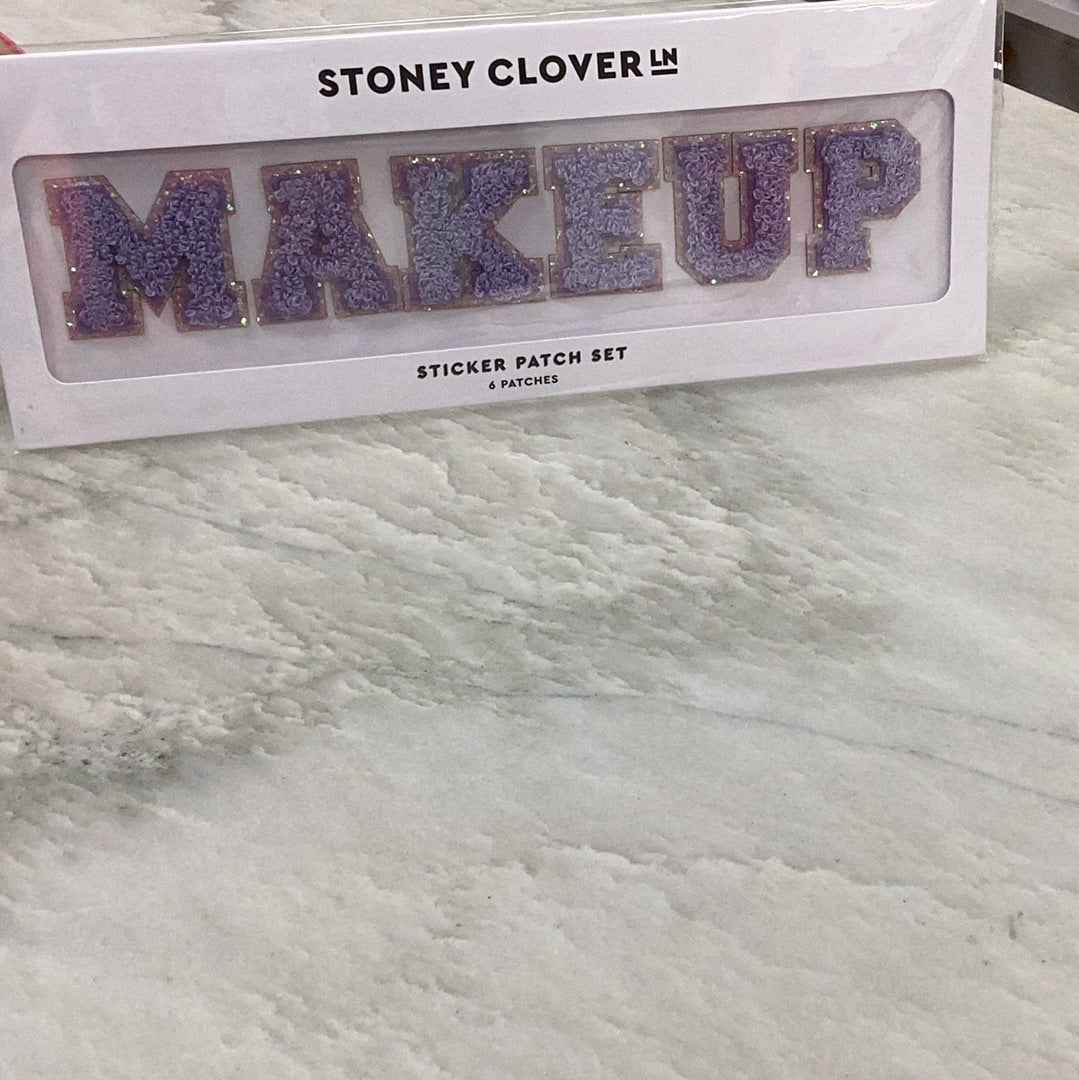 STONEY CLOVER LN
MAKEUP
STICKER PATCH SET
6 PATCHES